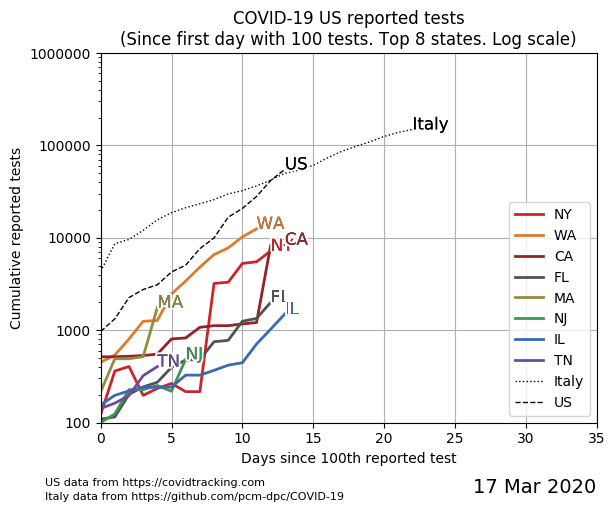 COVID-19 US reported tests
(Since first day with 100 tests. Top 8 states. Log scale)
Cumulative reported tests
1000000
100000
10000
1000
100
Italy
US
WA
CA
NY
MA
FL
IL
NJ
TN
NY
WA
CA
FL
MA
NJ
IL
TN
Italy
US
0 5 10 15 20 25 30 35
Days since 100th reported test
US data from https://covidtracking.com
Italy data from https://github.com/pcm-dpc/COVID-19
17 Mar 2020